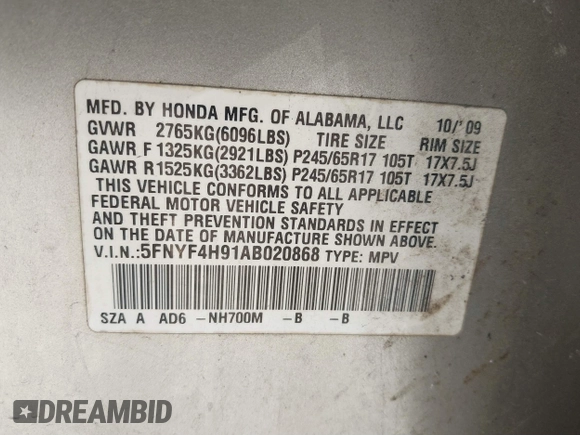 MFD. BY HONDA MFG. OF ALABAMA, LLC 10/'09
GVWR 2765KG(6096LBS) TIRE SIZE RIM SIZE
GAWR F 1325KG(2921LBS) P245/65R17 105T 17X7.5J
GAWR R 1525KG(3362LBS) P245/65R17 105T 17X7.5J
THIS VEHICLE CONFORMS TO ALL APPLICABLE
FEDERAL MOTOR VEHICLE SAFETY
AND THEFT PREVENTION STANDARDS IN EFFECT
ON THE DATE OF MANUFACTURE SHOWN ABOVE.
V.I.N.:5FNYF4H91AB020868 TYPE: MPV
SZA A AD6 -NH700M -B -B
DREAMBID